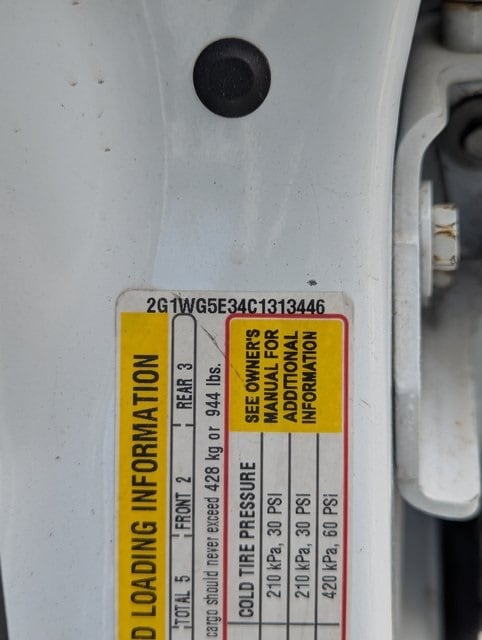 2G1WG5E34C1313446
D LOADING INFORMATION
TOTAL 5 FRONT 2 REAR 3
cargo should never exceed 428 kg or 944 lbs.
SEE OWNER'S
MANUAL FOR
ADDITIONAL
INFORMATION
COLD TIRE PRESSURE
210 kPa, 30 PSI
210 kPa, 30 PSI
420 kPa, 60 PSI